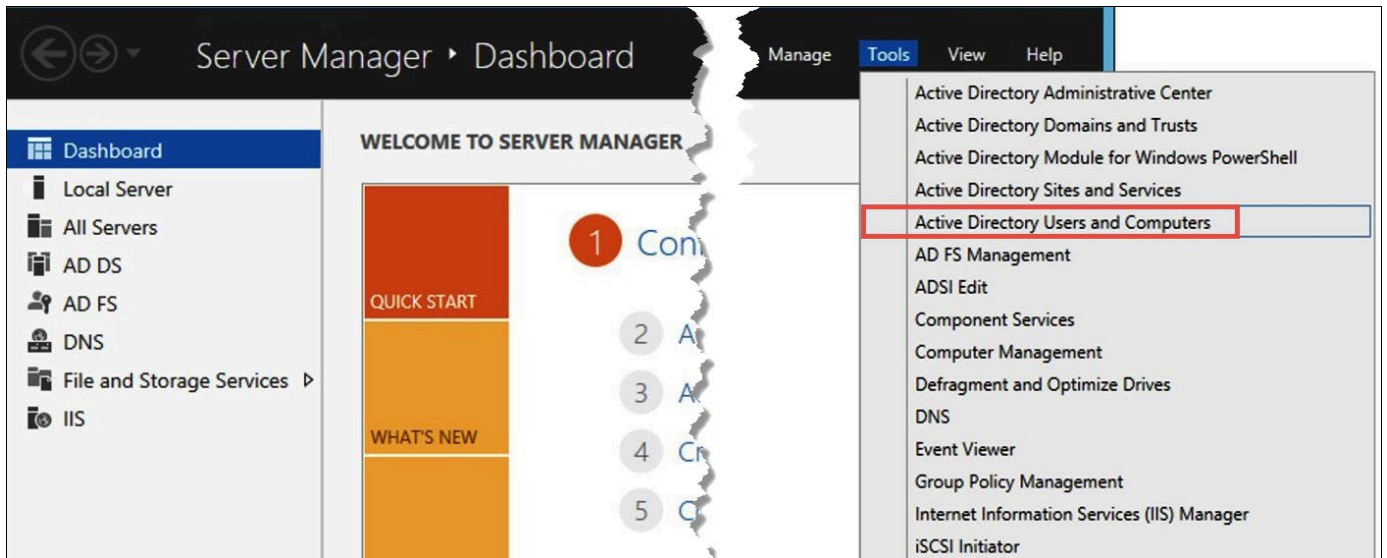 Server Manager ‣ Dashboard
Manage Tools View Help
Dashboard
Local Server
All Servers
AD DS
AD FS
DNS
File and Storage Services
IIS
WELCOME TO SERVER MANAGER
QUICK START
WHAT'S NEW
1
2
3
4
5
Active Directory Administrative Center
Active Directory Domains and Trusts
Active Directory Module for Windows PowerShell
Active Directory Sites and Services
Active Directory Users and Computers
AD FS Management
ADSI Edit
Component Services
Computer Management
Defragment and Optimize Drives
DNS
Event Viewer
Group Policy Management
Internet Information Services (IIS) Manager
iSCSI Initiator